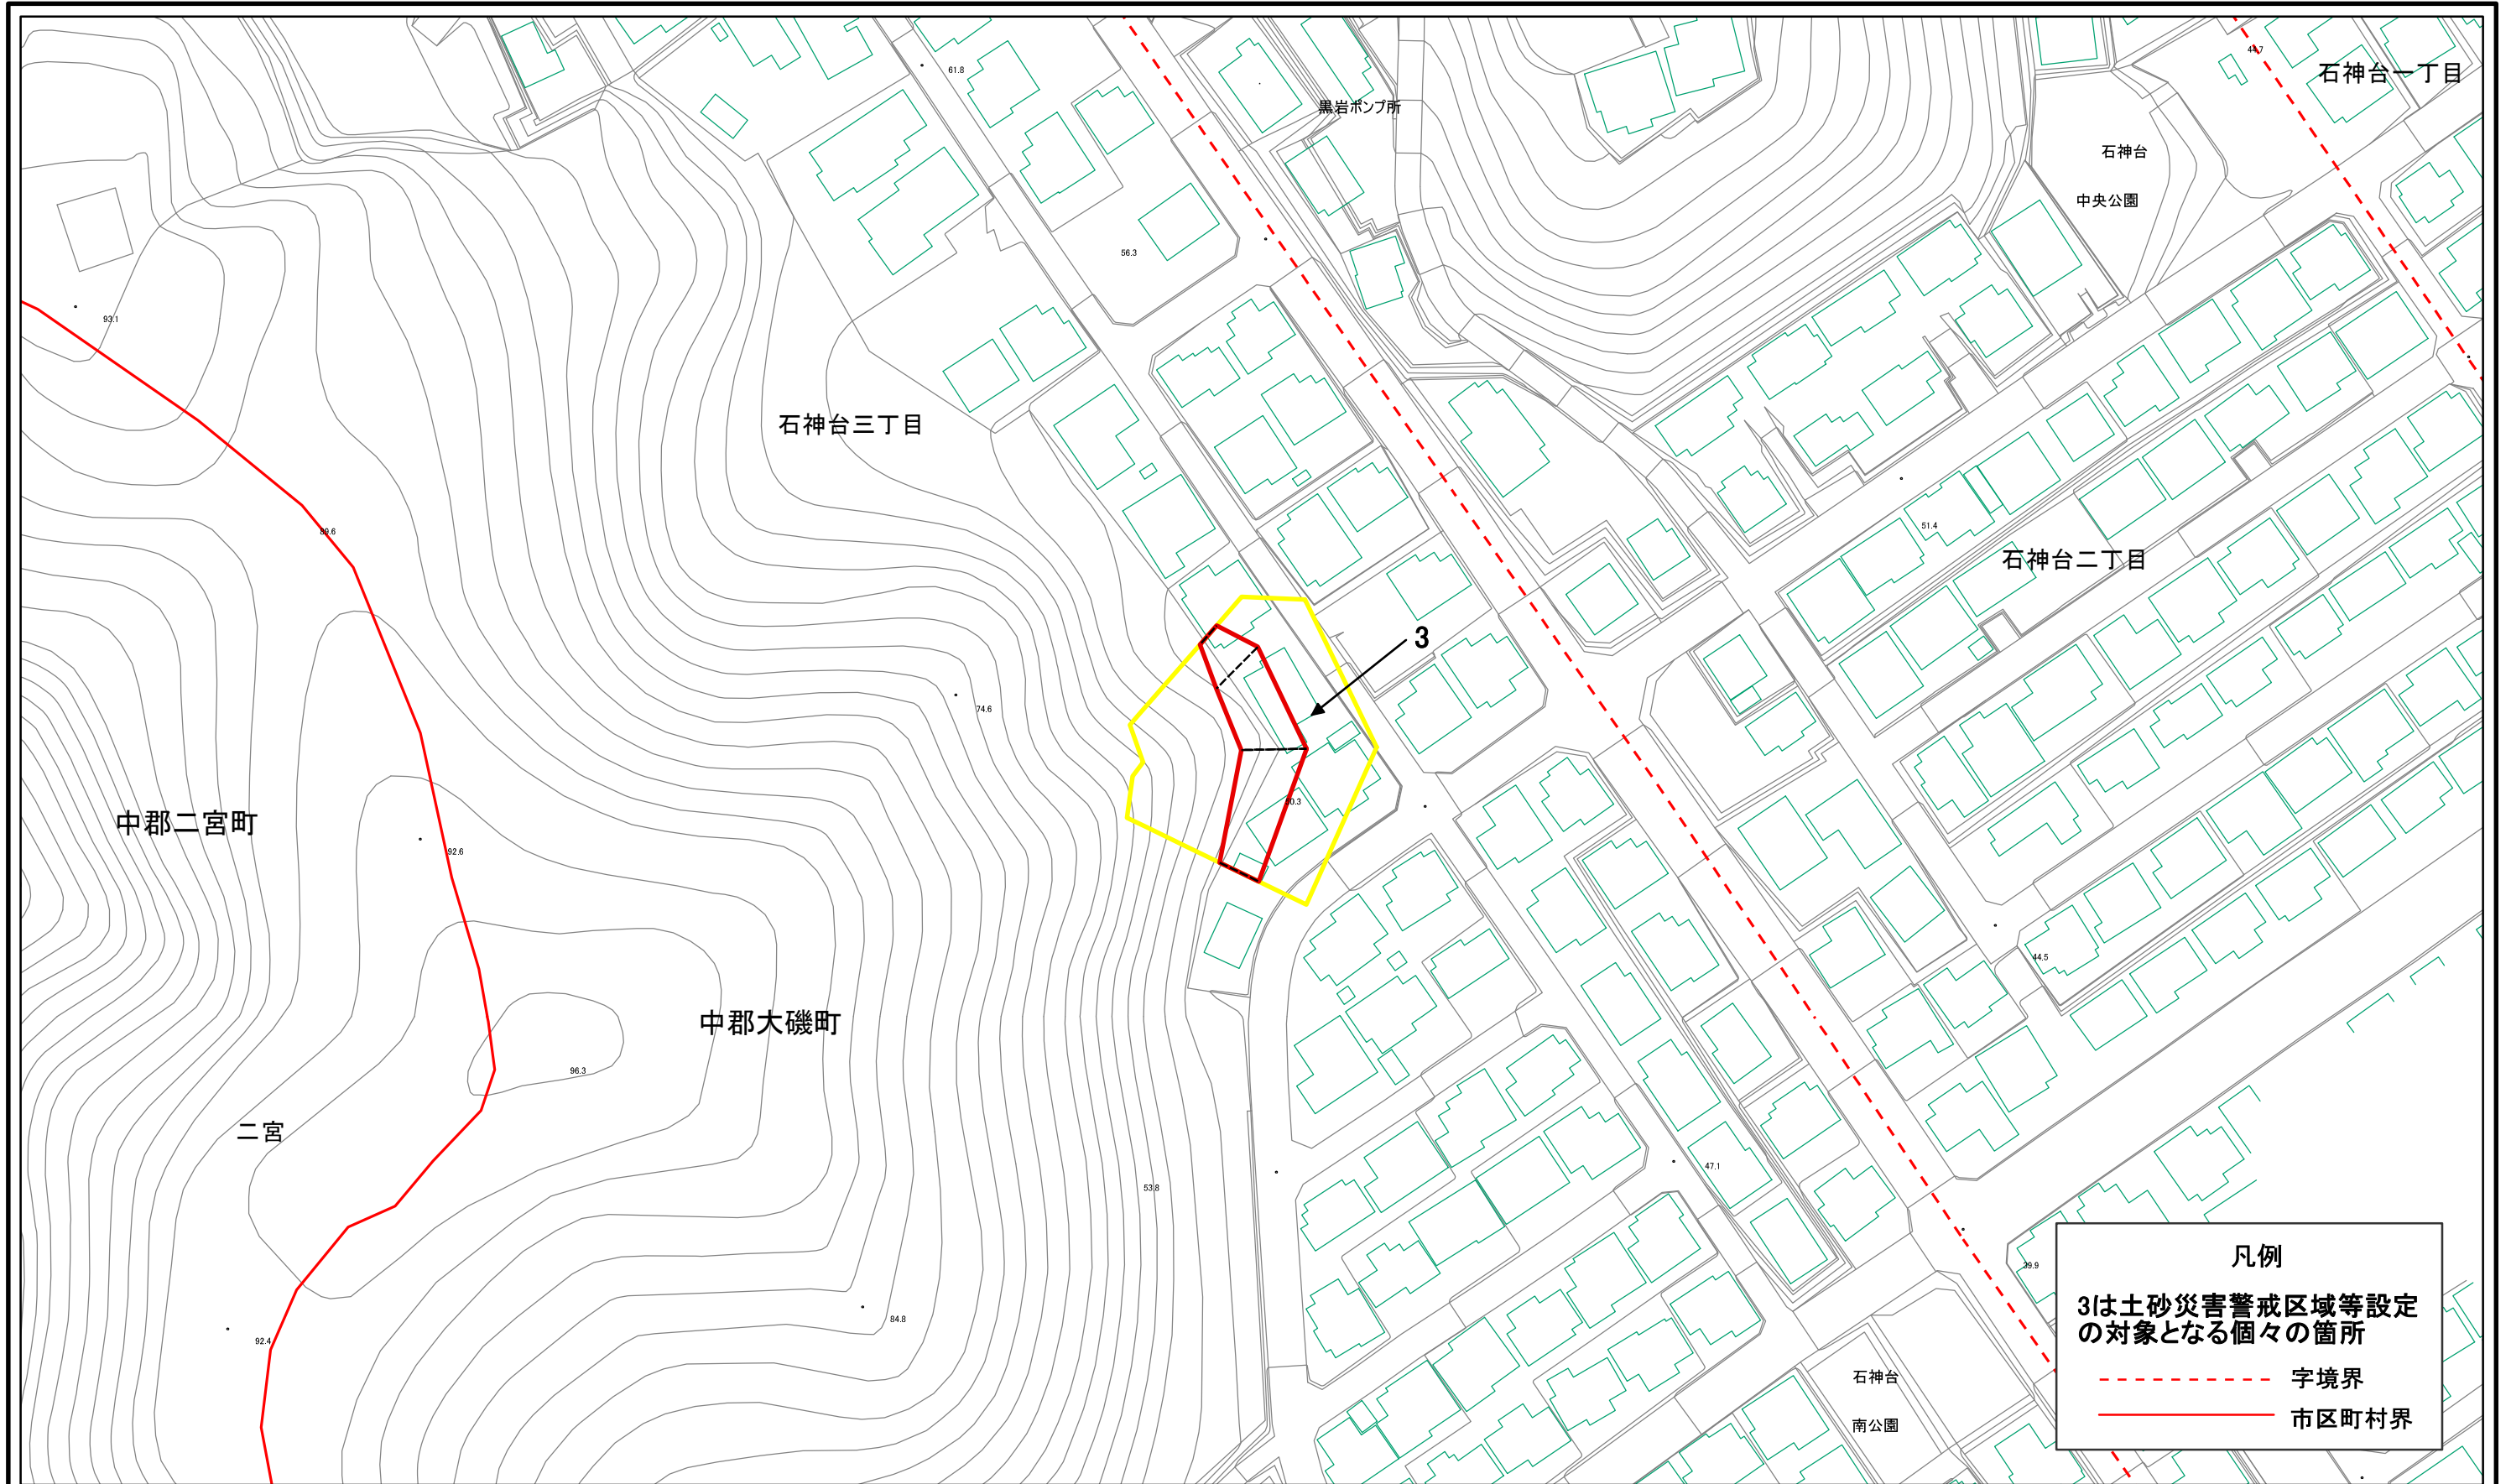 44.7
石神台一丁目
61.8
黒岩ポンプ所
石神台
中央公園
56.3
93.1
石神台三丁目
51.4
89.6
石神台二丁目
3
74.6
中郡二宮町
92.6
44.5
中郡大磯町
96.3
二宮
47.1
53.8
39.9
84.8
92.4
石神台
南公園
凡例
3は土砂災害警戒区域等設定
の対象となる個々の箇所
字境界
市区町村界